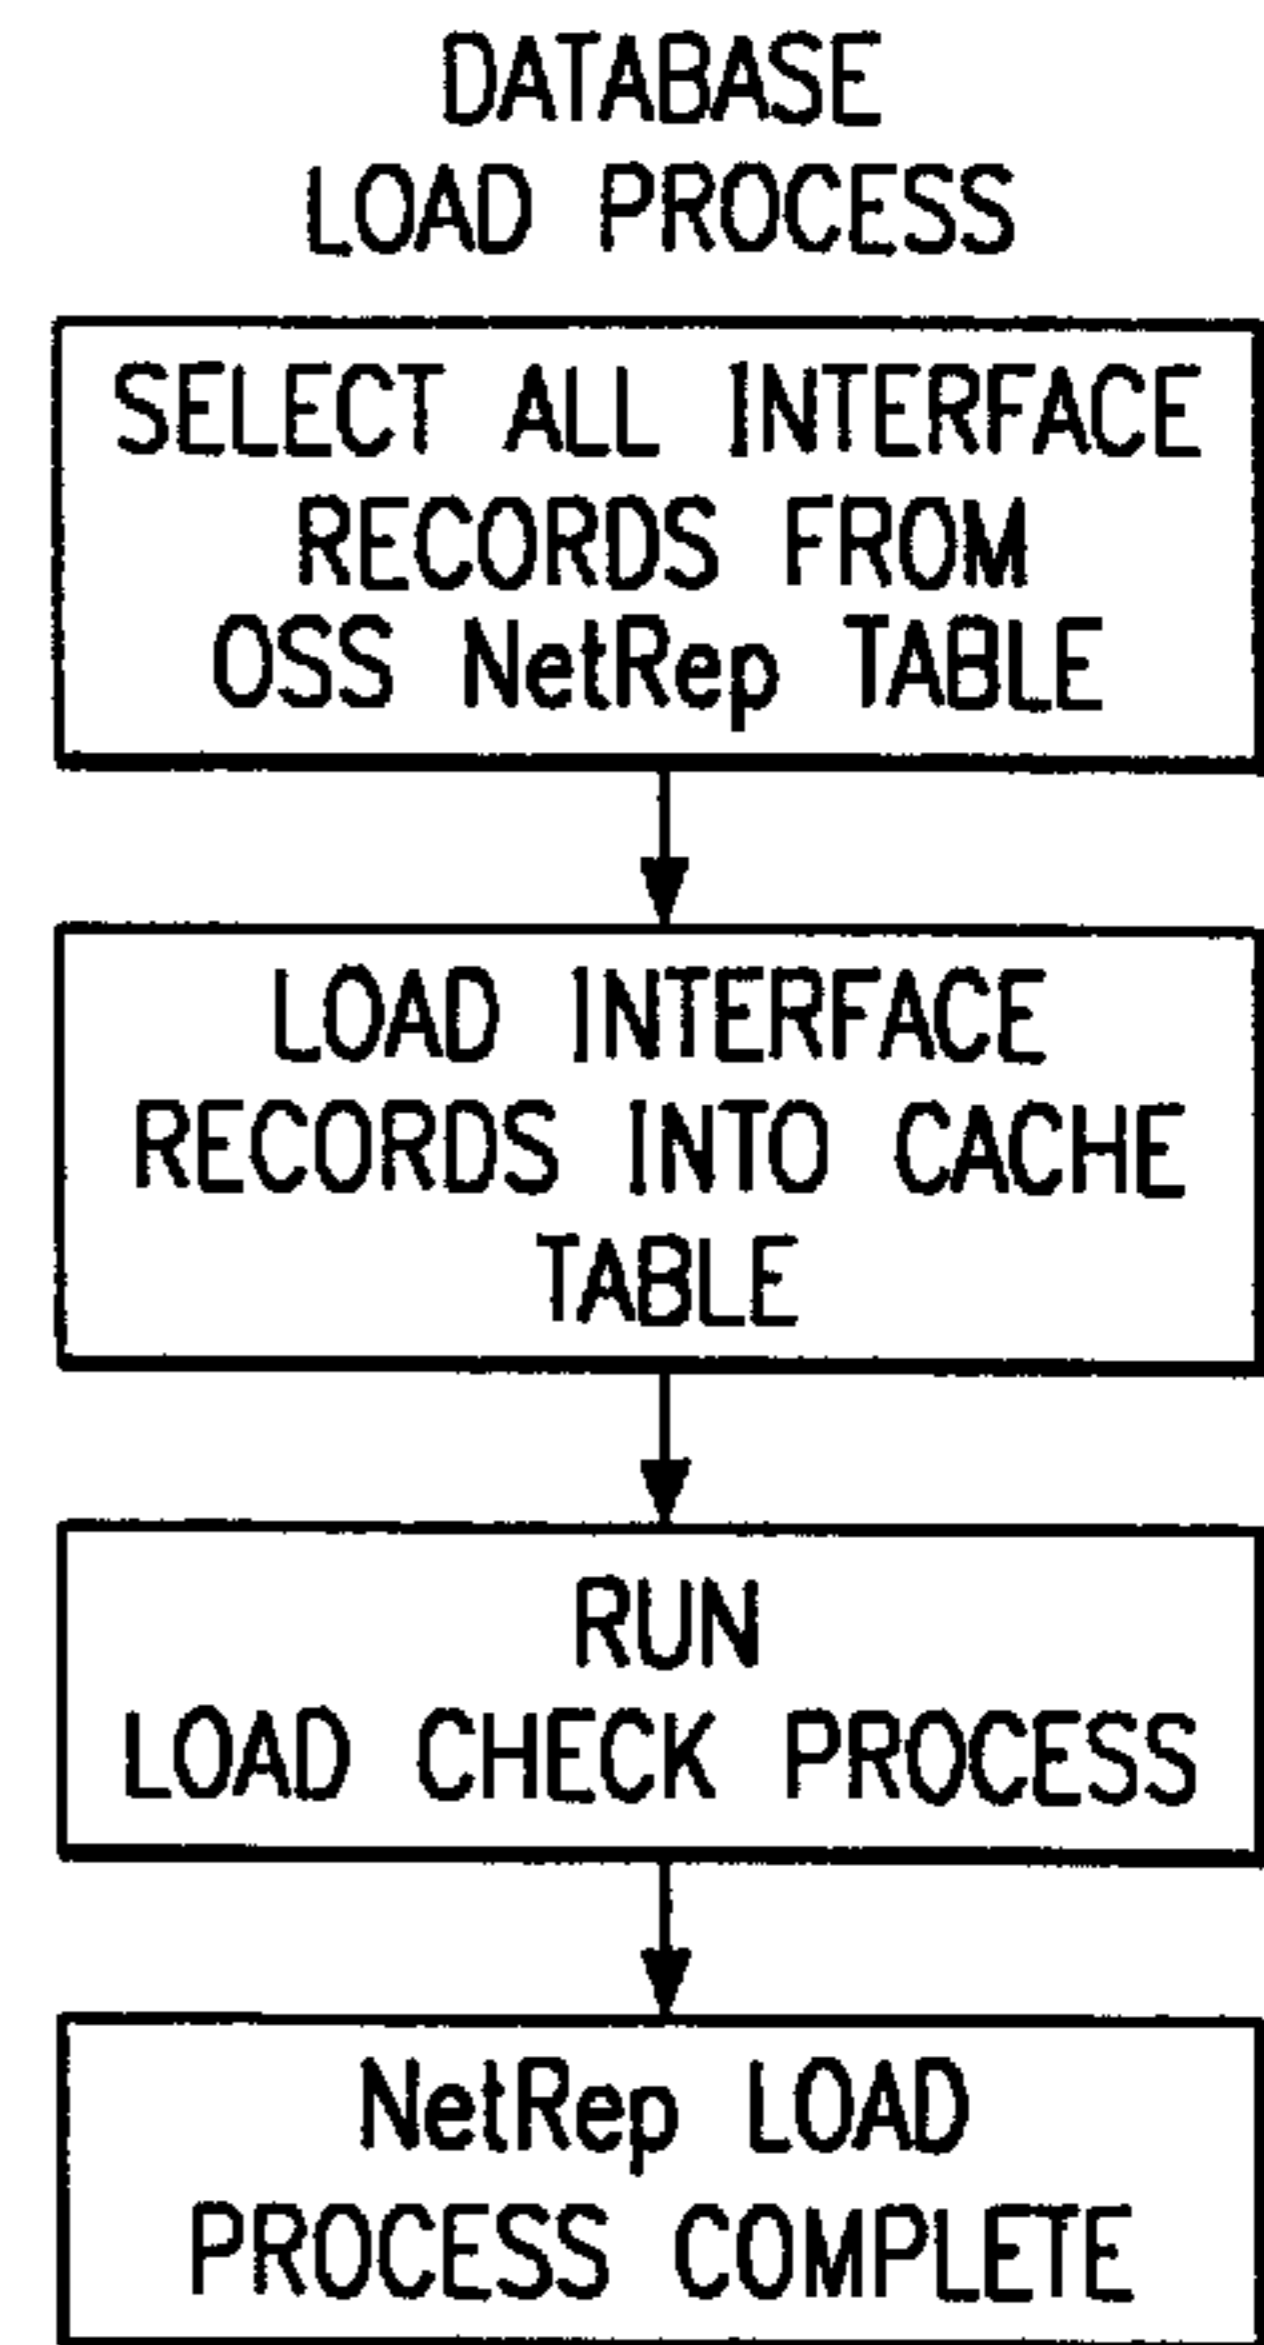 DATABASE
LOAD PROCESS
SELECT ALL INTERFACE
RECORDS FROM
OSS NetRep TABLE
LOAD INTERFACE
RECORDS INTO CACHE
TABLE
RUN
LOAD CHECK PROCESS
NetRep LOAD
PROCESS COMPLETE